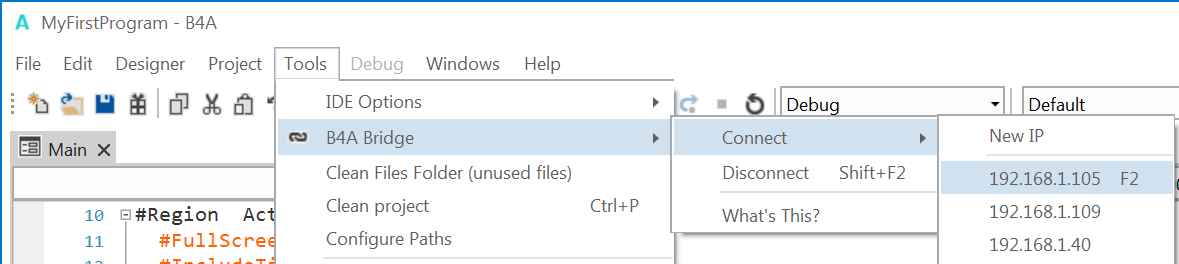 MyFirstProgram - B4A
File Edit Designer Project Tools Debug Windows Help
Debug Default
Main
IDE Options
B4A Bridge
Clean Files Folder (unused files)
Clean project Ctrl+P
Configure Paths
Connect
Disconnect Shift+F2
What's This?
New IP
192.168.1.105 F2
192.168.1.109
192.168.1.40
10 #Region Act
11 #FullScree
#IncludeTi